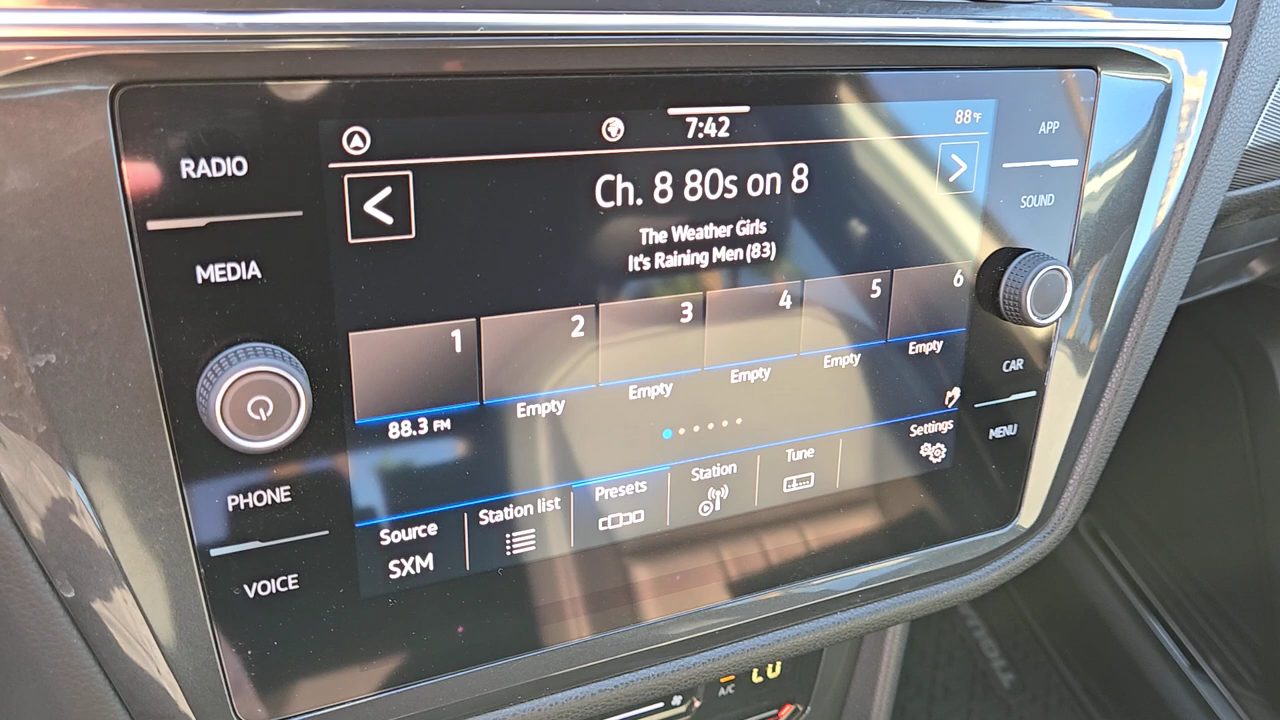 RADIO
MEDIA
PHONE
VOICE
7:42
88°F
Ch. 8 80s on 8
The Weather Girls
It's Raining Men (83)
1
2
3
4
5
6
88.3 FM
Empty
Empty
Empty
Empty
Empty
Source
SXM
Station list
Presets
Station
Tune
Settings
APP
SOUND
CAR
MENU
A/C
LO